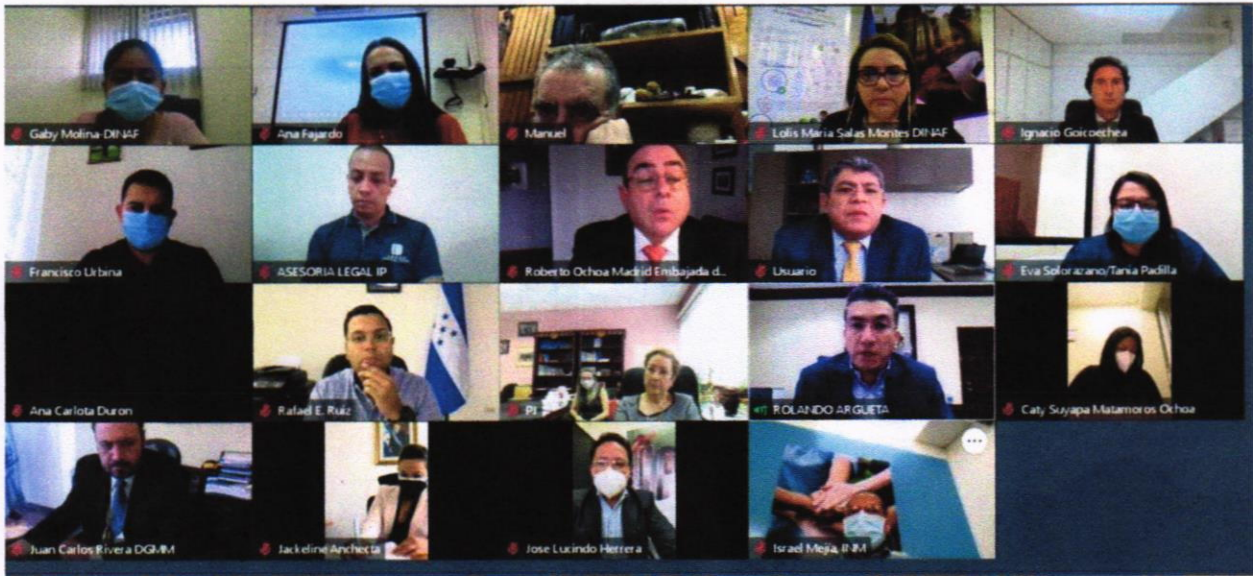 Gaby Molina-DINAF
Ana Fajardo
Manuel
Lolis Maria Salas Montes DINAF
Ignacio Goicoechea
Francisco Urbina
ASESORIA LEGAL IP
Roberto Ochoa Madrid Embajada d...
Usuario
Eva Solorazano/Tania Padilla
Ana Carlota Duron
Rafael E. Ruiz
PJ
ROLANDO ARGUETA
Caty Suyapa Matamoros Ochoa
Juan Carlos Rivera DGMM
Jackeline Anchecta
Jose Lucindo Herrera
Israel Mejia, INM